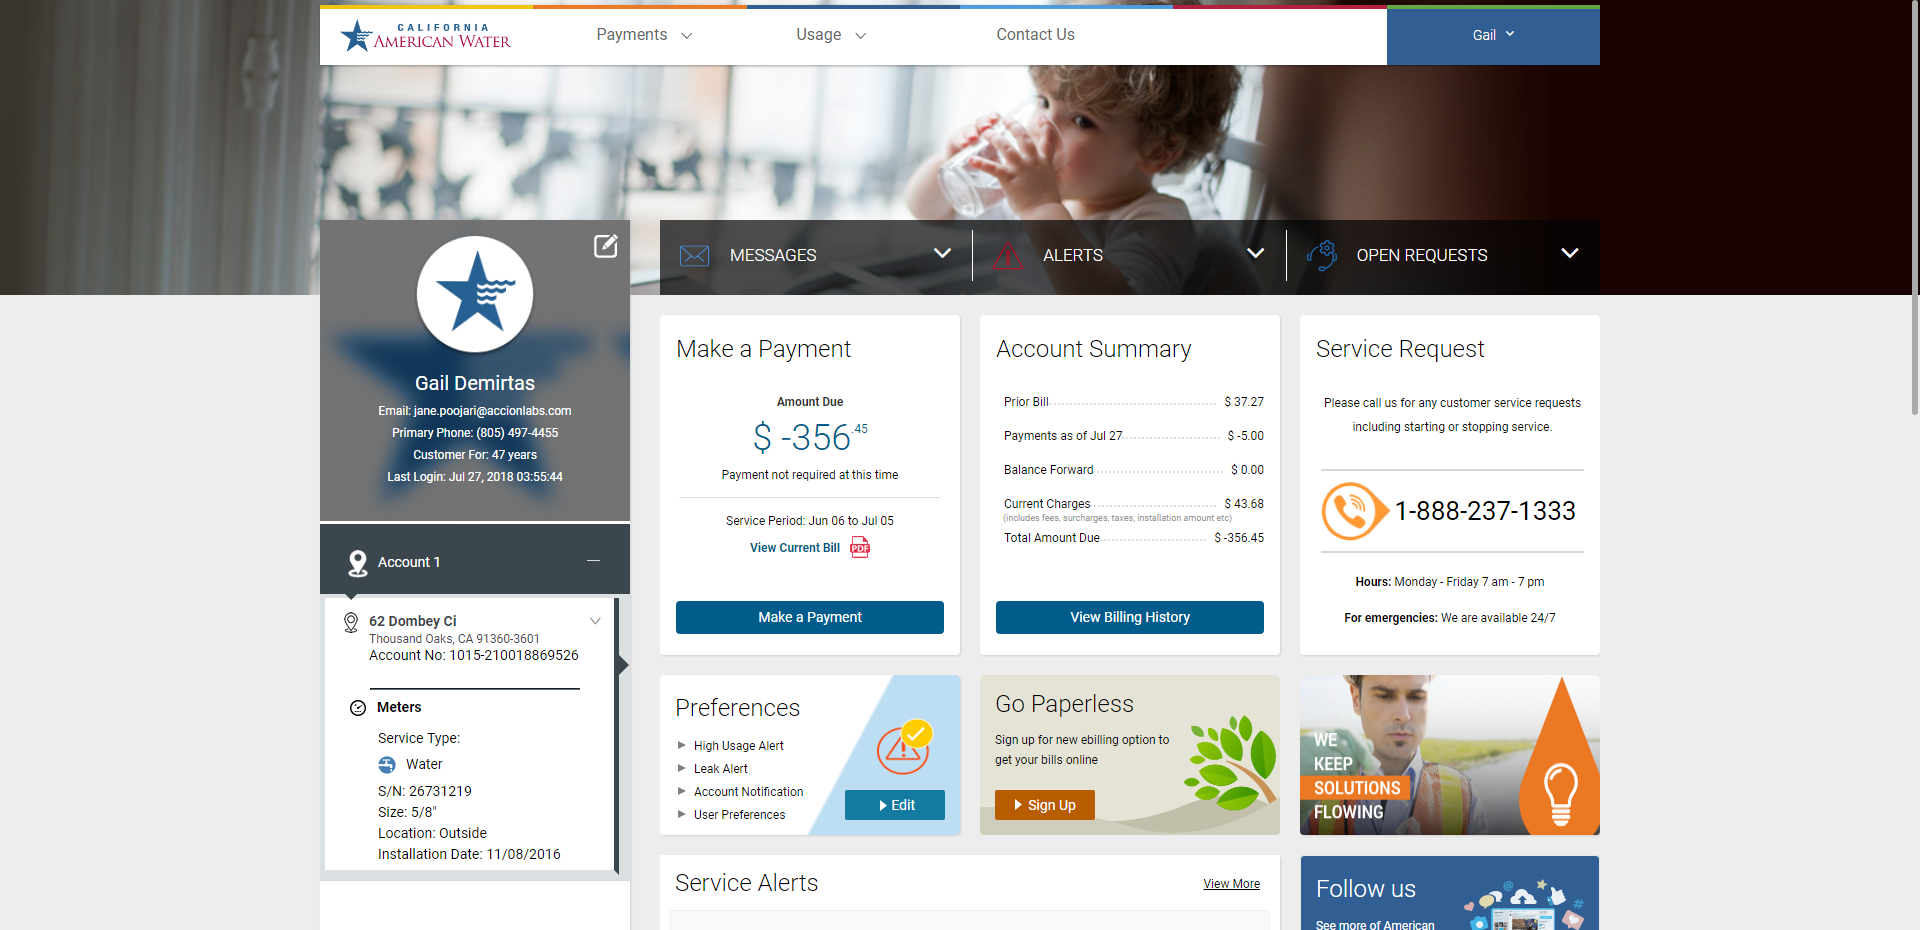 CALIFORNIA
AMERICAN WATER
Payments
Usage
Contact Us
Gail
MESSAGES
ALERTS
OPEN REQUESTS
Gail Demirtas
Email: jane.poojari@accionlabs.com
Primary Phone: (805) 497-4455
Customer For: 47 years
Last Login: Jul 27, 2018 03:55:44
Account 1
62 Dombey Ci
Thousand Oaks, CA 91360-3601
Account No: 1015-210018869526
Meters
Service Type:
Water
S/N: 26731219
Size: 5/8"
Location: Outside
Installation Date: 11/08/2016
Make a Payment
Amount Due
$ -356.45
Payment not required at this time
Service Period: Jun 06 to Jul 05
View Current Bill PDF
Make a Payment
Account Summary
Prior Bill $ 37.27
Payments as of Jul 27 $ -5.00
Balance Forward $ 0.00
Current Charges $ 43.68
(includes fees, surcharges, taxes, installation amount etc)
Total Amount Due $ -356.45
View Billing History
Service Request
Please call us for any customer service requests
including starting or stopping service.
1-888-237-1333
Hours: Monday - Friday 7 am - 7 pm
For emergencies: We are available 24/7
Preferences
High Usage Alert
Leak Alert
Account Notification
User Preferences
Edit
Go Paperless
Sign up for new ebilling option to
get your bills online
Sign Up
WE
KEEP
SOLUTIONS
FLOWING
Service Alerts
View More
Follow us
See more of American